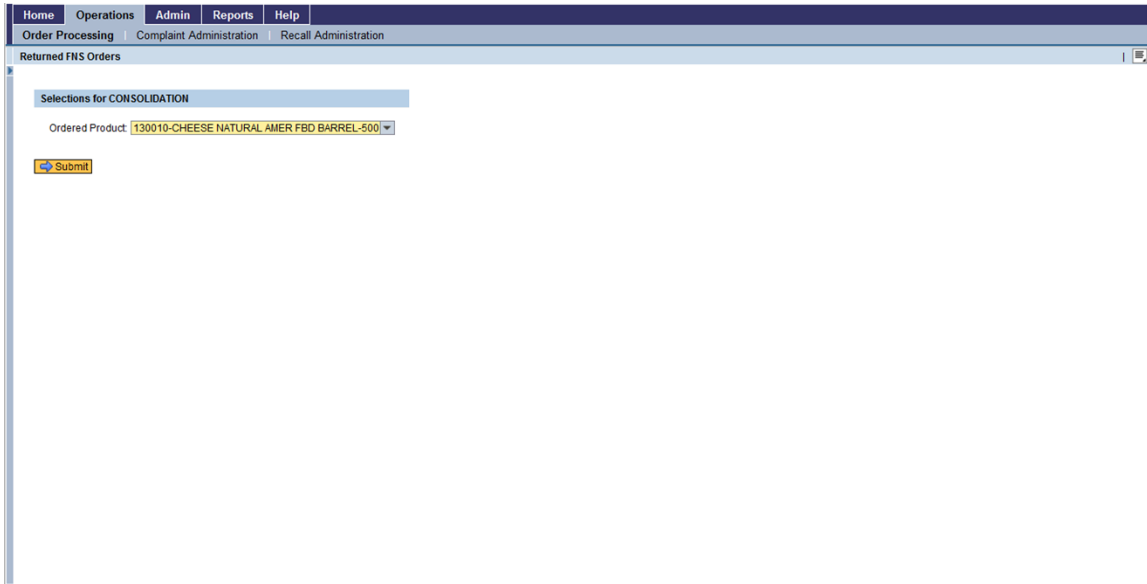 Home Operations Admin Reports Help
Order Processing | Complaint Administration | Recall Administration
Returned FNS Orders
Selections for CONSOLIDATION
Ordered Product: 130010-CHEESE NATURAL AMER FBD BARREL-500
Submit